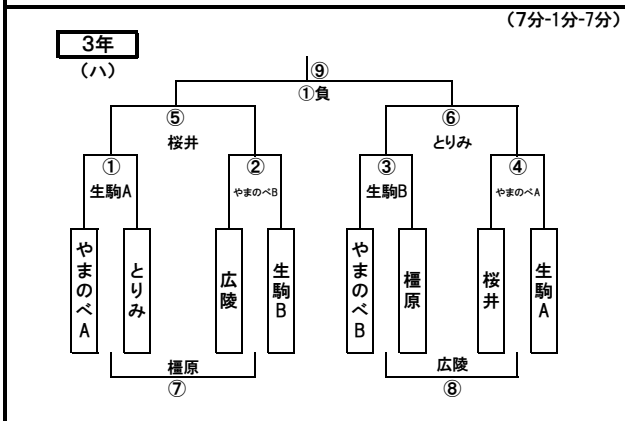 （7分-1分-7分）
3年
（ハ）
⑨
①負
⑤
⑥
桜井
とりみ
①
②
③
④
生駒A
やまのべB
生駒B
やまのべA
やまのべA
とりみ
広陵
生駒B
やまのべB
橿原
桜井
生駒A
橿原
広陵
⑦
⑧